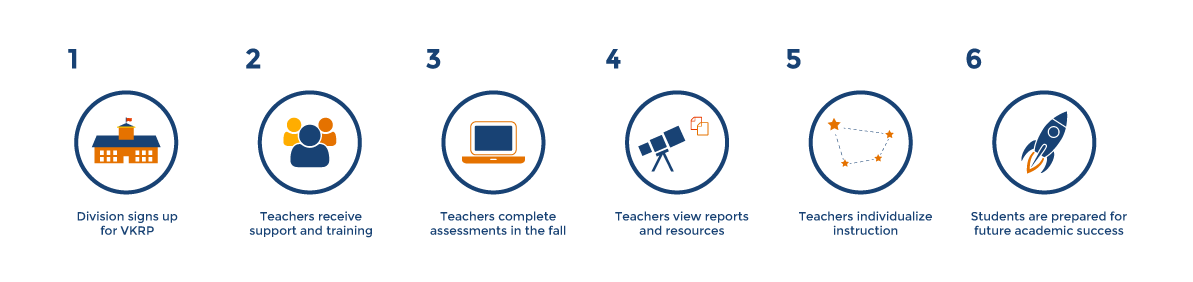 1
Division signs up
for VKRP
2
Teachers receive
support and training
3
Teachers complete
assessments in the fall
4
Teachers view reports
and resources
5
Teachers individualize
instruction
6
Students are prepared for
future academic success